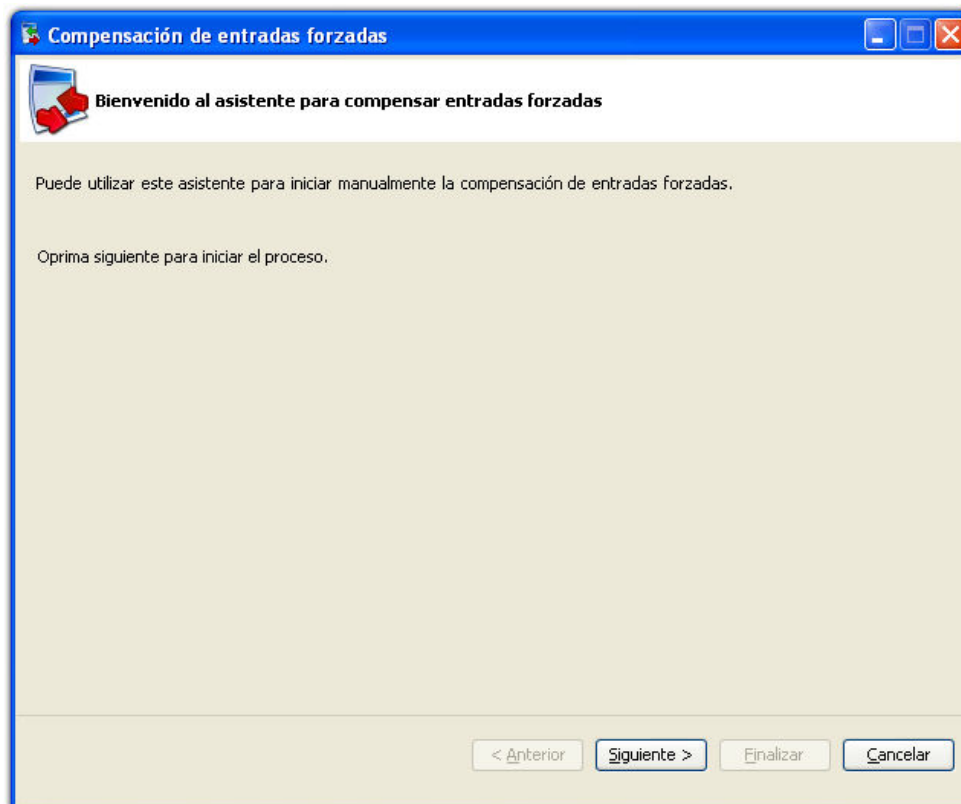 Compensación de entradas forzadas
Bienvenido al asistente para compensar entradas forzadas
Puede utilizar este asistente para iniciar manualmente la compensación de entradas forzadas.
Oprima siguiente para iniciar el proceso.
< Anterior
Siguiente >
Finalizar
Cancelar